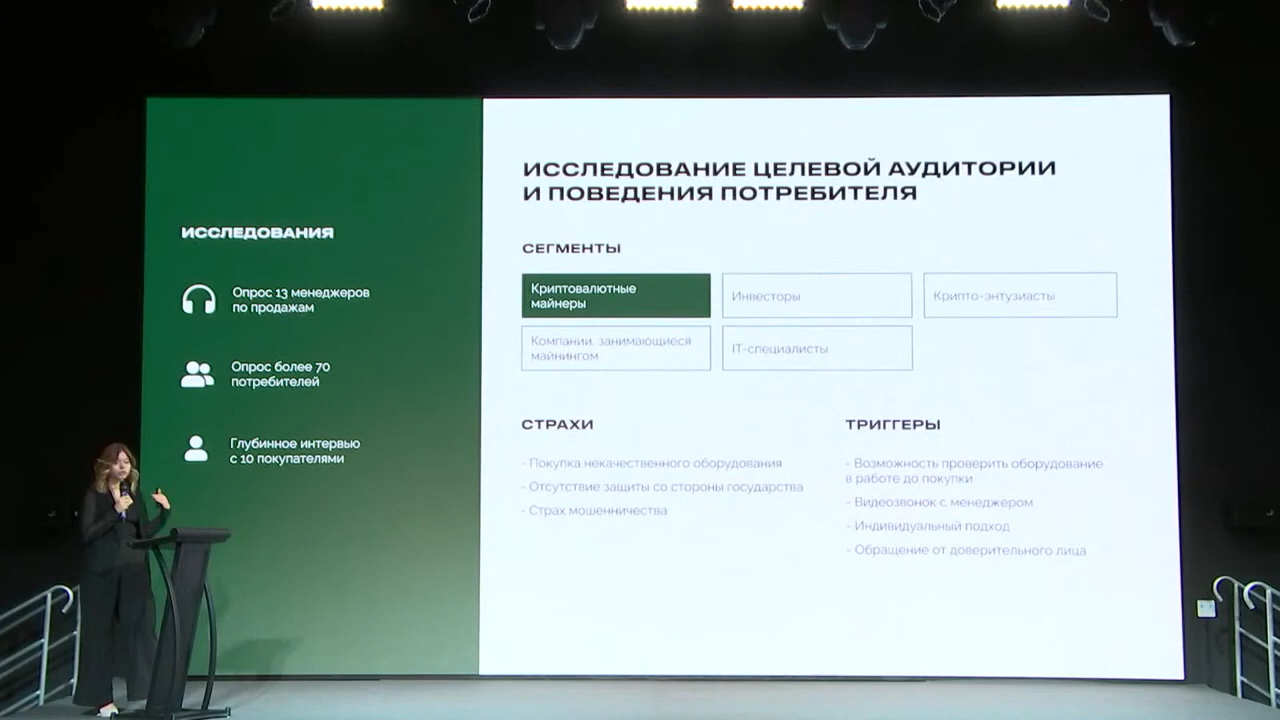 ИССЛЕДОВАНИЯ
Опрос 13 менеджеров
по продажам
Опрос более 70
потребителей
Глубинное интервью
с 10 покупателями
ИССЛЕДОВАНИЕ ЦЕЛЕВОЙ АУДИТОРИИ
И ПОВЕДЕНИЯ ПОТРЕБИТЕЛЯ
СЕГМЕНТЫ
Криптовалютные
майнеры
Инвесторы
Крипто-энтузиасты
Компании, занимающиеся
майнингом
IT-специалисты
СТРАХИ
- Покупка некачественного оборудования
- Отсутствие защиты со стороны государства
- Страх мошенничества
ТРИГГЕРЫ
- Возможность проверить оборудование
в работе до покупки
- Видеозвонок с менеджером
- Индивидуальный подход
- Обращение от доверительного лица